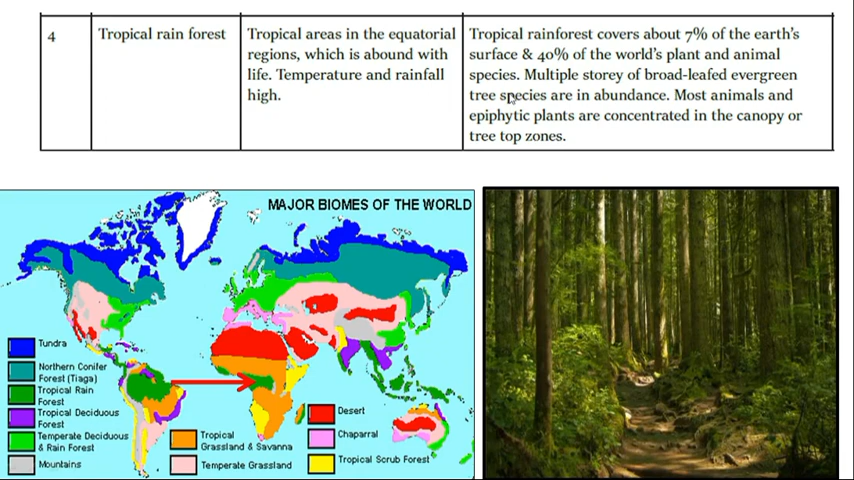 4
Tropical rain forest
Tropical areas in the equatorial
regions, which is abound with
life. Temperature and rainfall
high.
Tropical rainforest covers about 7% of the earth's
surface & 40% of the world's plant and animal
species. Multiple storey of broad-leafed evergreen
tree species are in abundance. Most animals and
epiphytic plants are concentrated in the canopy or
tree top zones.
MAJOR BIOMES OF THE WORLD
Tundra
Northern Conifer
Forest (Tiaga)
Tropical Rain
Forest
Tropical Deciduous
Forest
Temperate Deciduous
& Rain Forest
Mountains
Tropical
Grassland & Savanna
Temperate Grassland
Desert
Chaparral
Tropical Scrub Forest